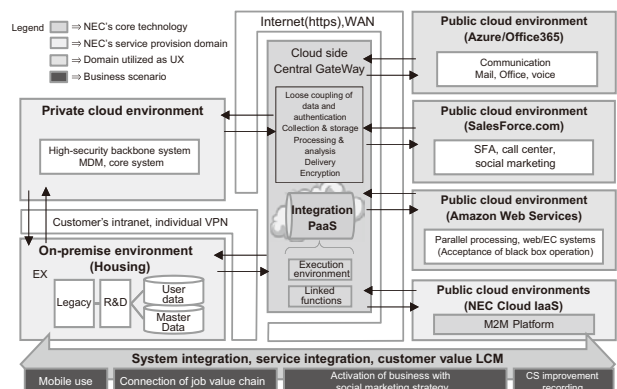 Legend
⇒ NEC's core technology
⇒ NEC's service provision domain
⇒ Domain utilized as UX
⇒ Business scenario
Internet(https),WAN
Cloud side
Central GateWay
Loose coupling of
data and
authentication
Collection & storage
Processing &
analysis
Delivery
Encryption
Integration
PaaS
Execution
environment
Linked
functions
Public cloud environment
(Azure/Office365)
Communication
Mail, Office, voice
Public cloud environment
(SalesForce.com)
SFA, call center,
social marketing
Public cloud environment
(Amazon Web Services)
Parallel processing, web/EC systems
(Acceptance of black box operation)
Public cloud environments
(NEC Cloud IaaS)
M2M Platform
Private cloud environment
High-security backbone system
MDM, core system
Customer's intranet, individual VPN
On-premise environment
(Housing)
EX
Legacy
R&D
User
data
Master
Data
System integration, service integration, customer value LCM
Mobile use
Connection of job value chain
Activation of business with
social marketing strategy
CS improvement
recording